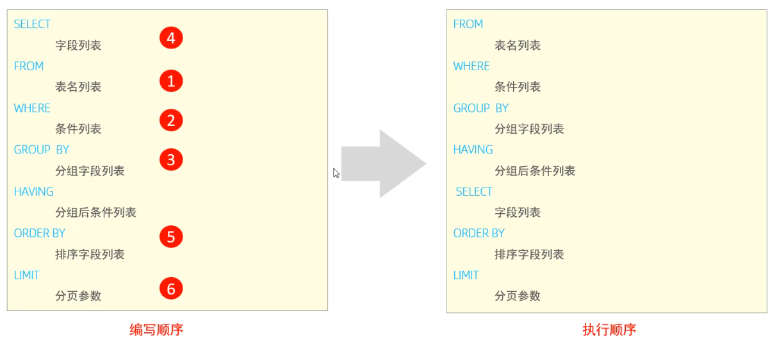 SELECT
字段列表
4
FROM
表名列表
1
WHERE
条件列表
2
GROUP BY
分组字段列表
3
HAVING
分组后条件列表
ORDER BY
排序字段列表
5
LIMIT
分页参数
6
编写顺序
FROM
表名列表
WHERE
条件列表
GROUP BY
分组字段列表
HAVING
分组后条件列表
SELECT
字段列表
ORDER BY
排序字段列表
LIMIT
分页参数
执行顺序